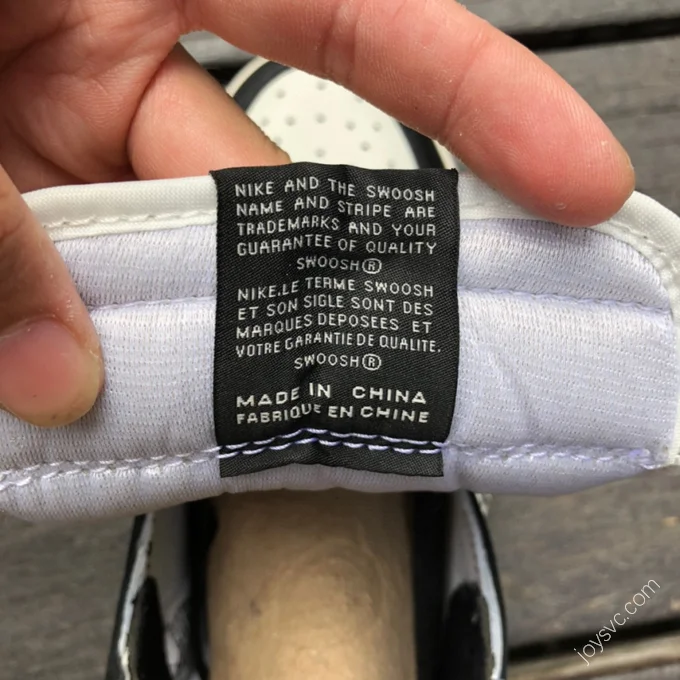 NIKE AND THE SWOOSH
NAME AND STRIPE ARE
TRADEMARKS AND YOUR
GUARANTEE OF QUALITY
SWOOSH®
NIKE.LE TERME SWOOSH
ET SON SIGLE SONT DES
MARQUES DEPOSEES ET
VOTRE GARANTIE DE QUALITE.
SWOOSH®
MADE IN CHINA
FABRIQUE EN CHINE
joysvc.com